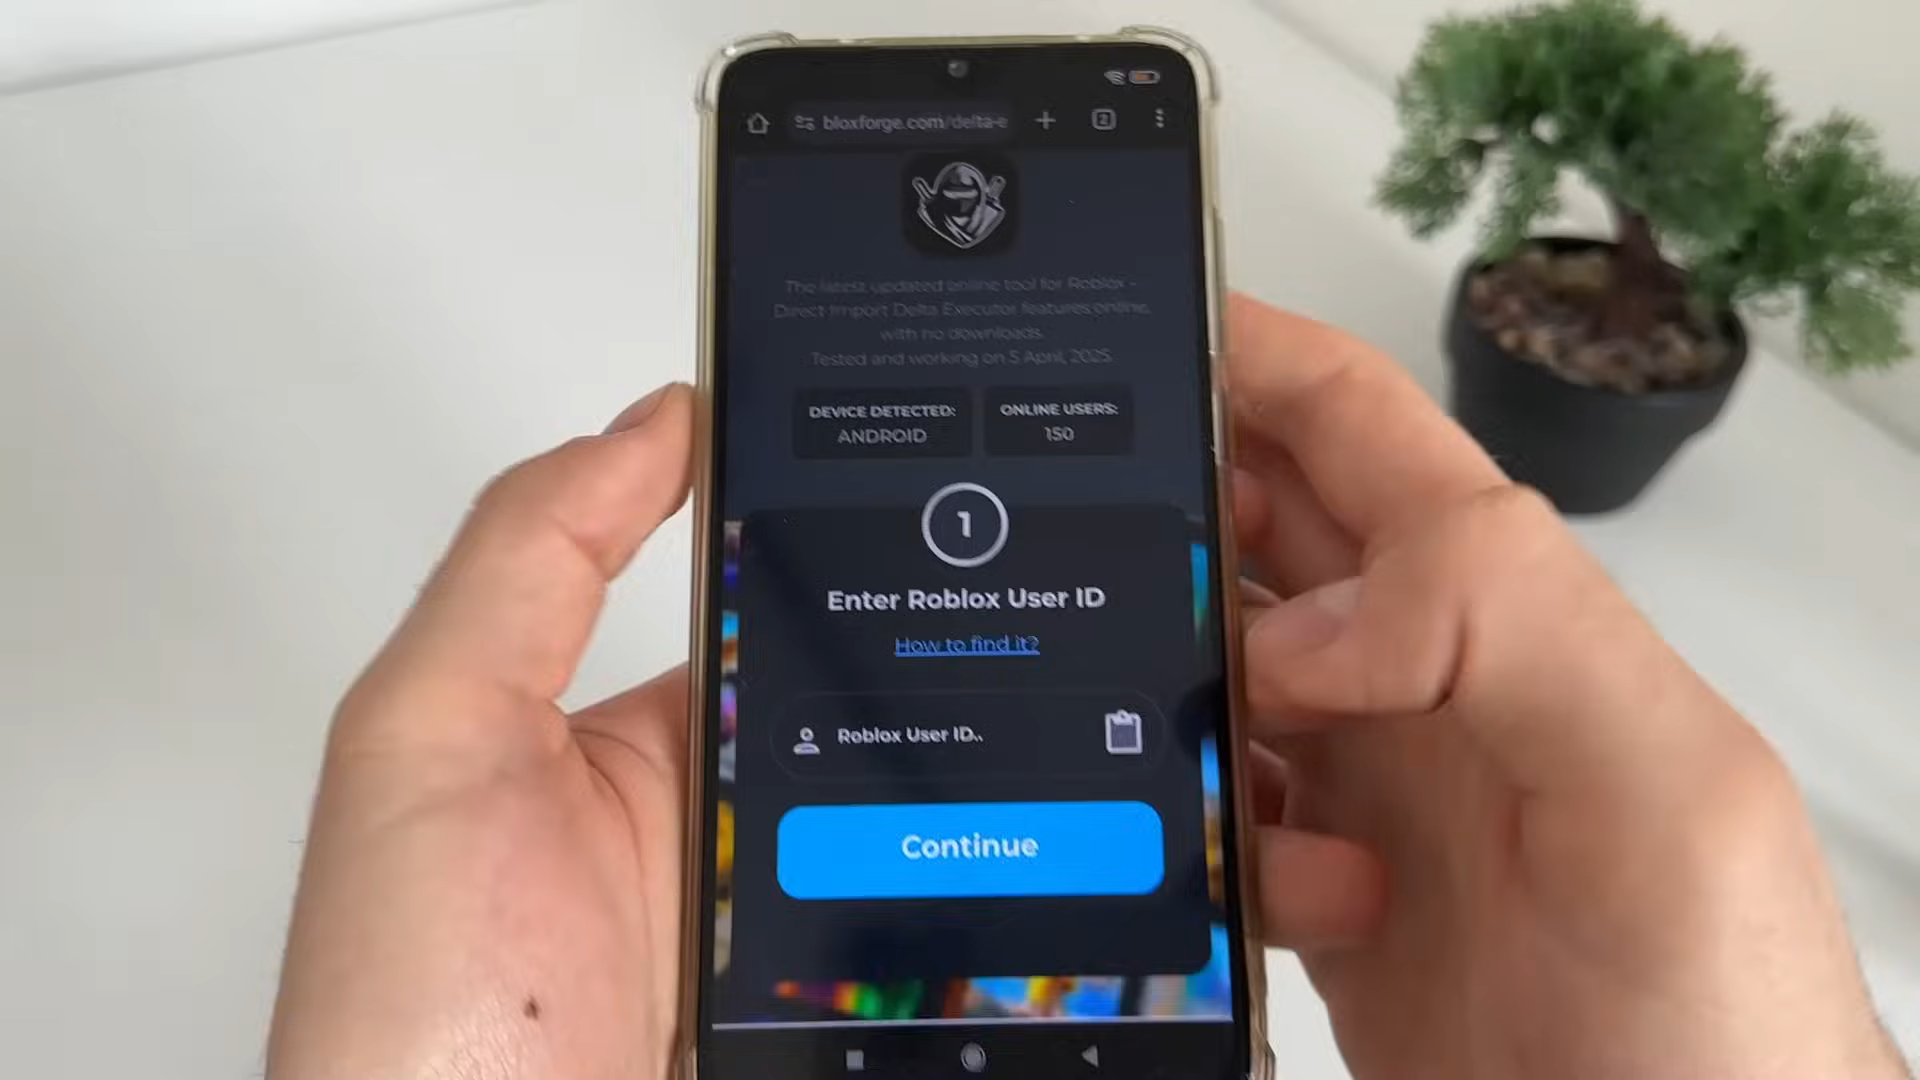 bloxforge.com/delta-e
2
The latest updated online tool for Roblox -
Direct Import Delta Executor features online,
with no downloads.
Tested and working on 5 April, 2025
DEVICE DETECTED:
ANDROID
ONLINE USERS:
150
1
Enter Roblox User ID
How to find it?
Roblox User ID..
Continue